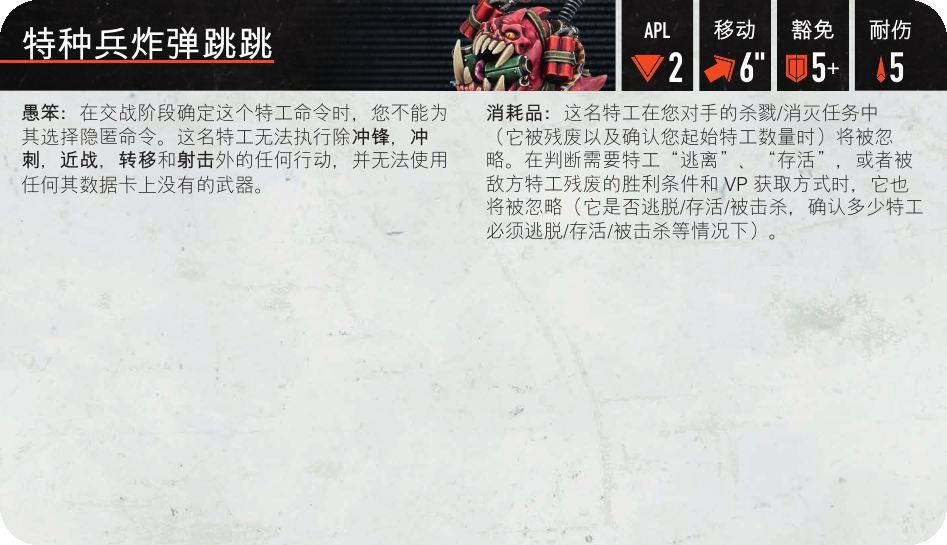 特种兵炸弹跳跳
APL
2
移动
6"
豁免
5+
耐伤
5
愚笨：在交战阶段确定这个特工命令时，您不能为
其选择隐匿命令。这名特工无法执行除冲锋，冲
刺，近战，转移和射击外的任何行动，并无法使用
任何其数据卡上没有的武器。
消耗品：这名特工在您对手的杀戮/消灭任务中
（它被残废以及确认您起始特工数量时）将被忽
略。在判断需要特工“逃离”、“存活”，或者被
敌方特工残废的胜利条件和 VP 获取方式时，它也
将被忽略（它是否逃脱/存活/被击杀，确认多少特工
必须逃脱/存活/被击杀等情况下）。